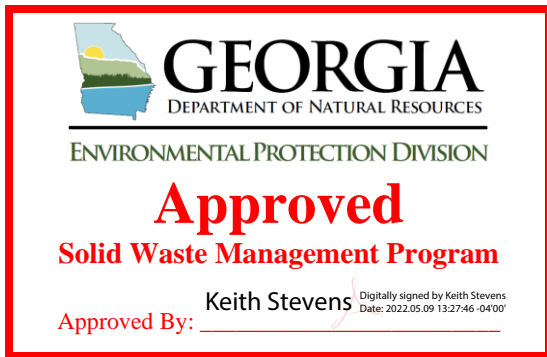 GEORGIA
DEPARTMENT OF NATURAL RESOURCES
ENVIRONMENTAL PROTECTION DIVISION
Approved
Solid Waste Management Program
Keith Stevens
Digitally signed by Keith Stevens
Date: 2022.05.09 13:27:46 -04'00'
Approved By: _________________________